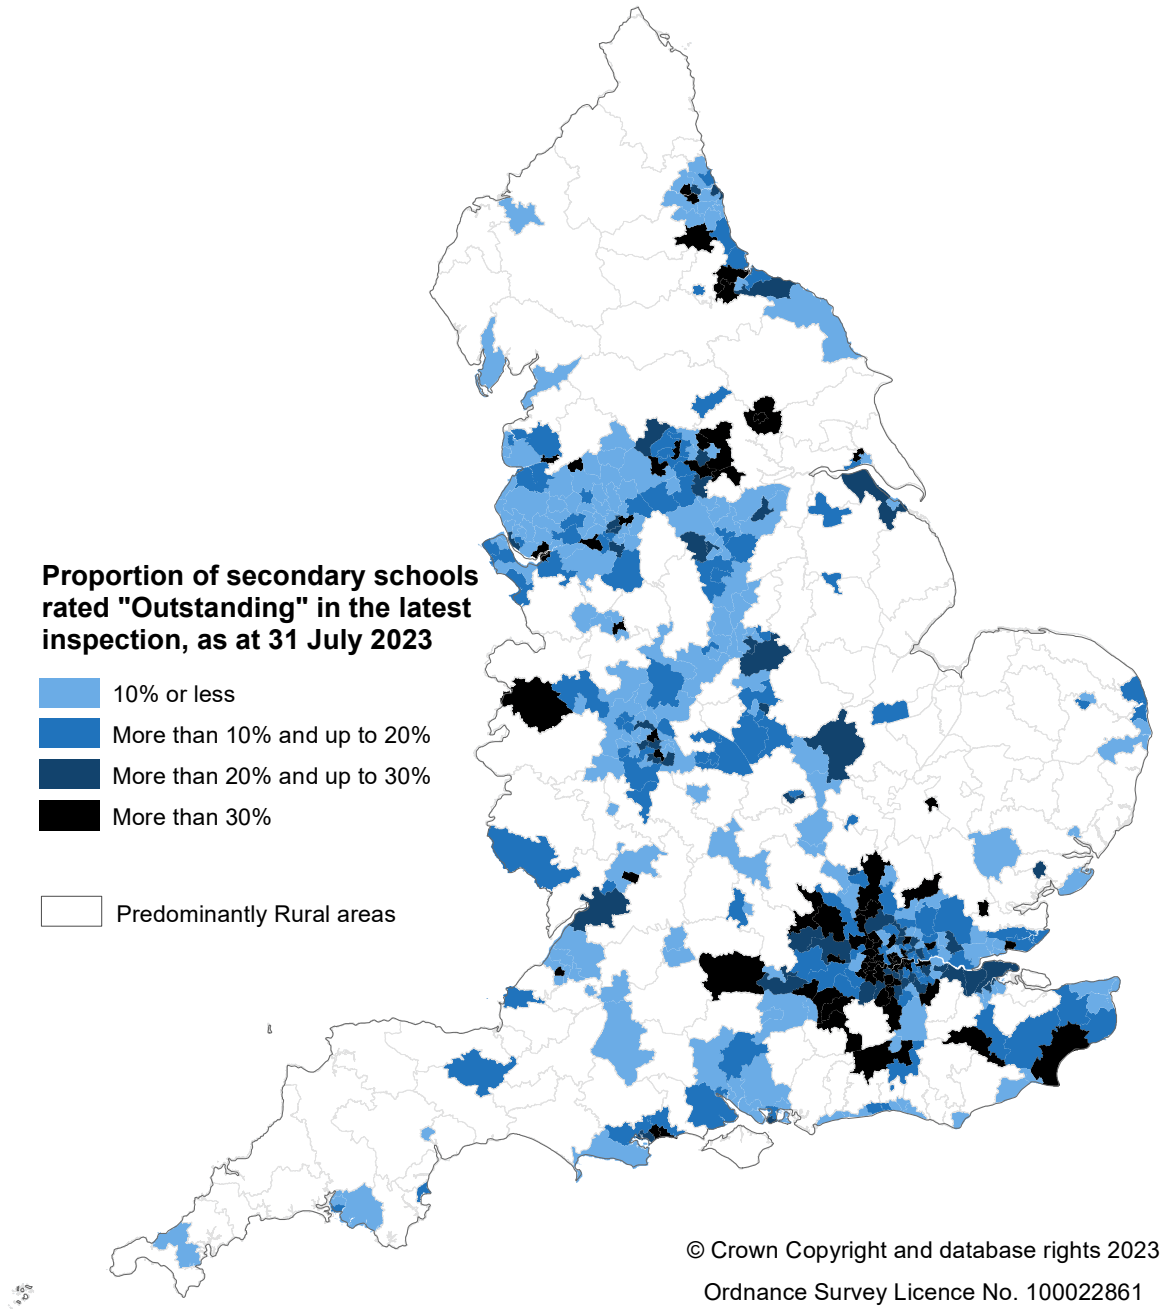 Proportion of secondary schools
rated "Outstanding" in the latest
inspection, as at 31 July 2023
10% or less
More than 10% and up to 20%
More than 20% and up to 30%
More than 30%
Predominantly Rural areas
© Crown Copyright and database rights 2023
Ordnance Survey Licence No. 100022861